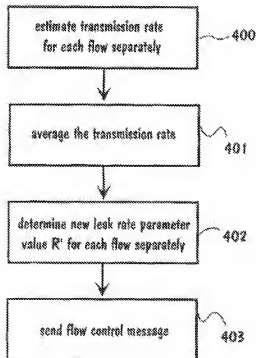 estimate transmission rate
for each flow separately
400
average the transmission rate
401
determine new leak rate parameter
value R' for each flow separately
402
send flow control message
403